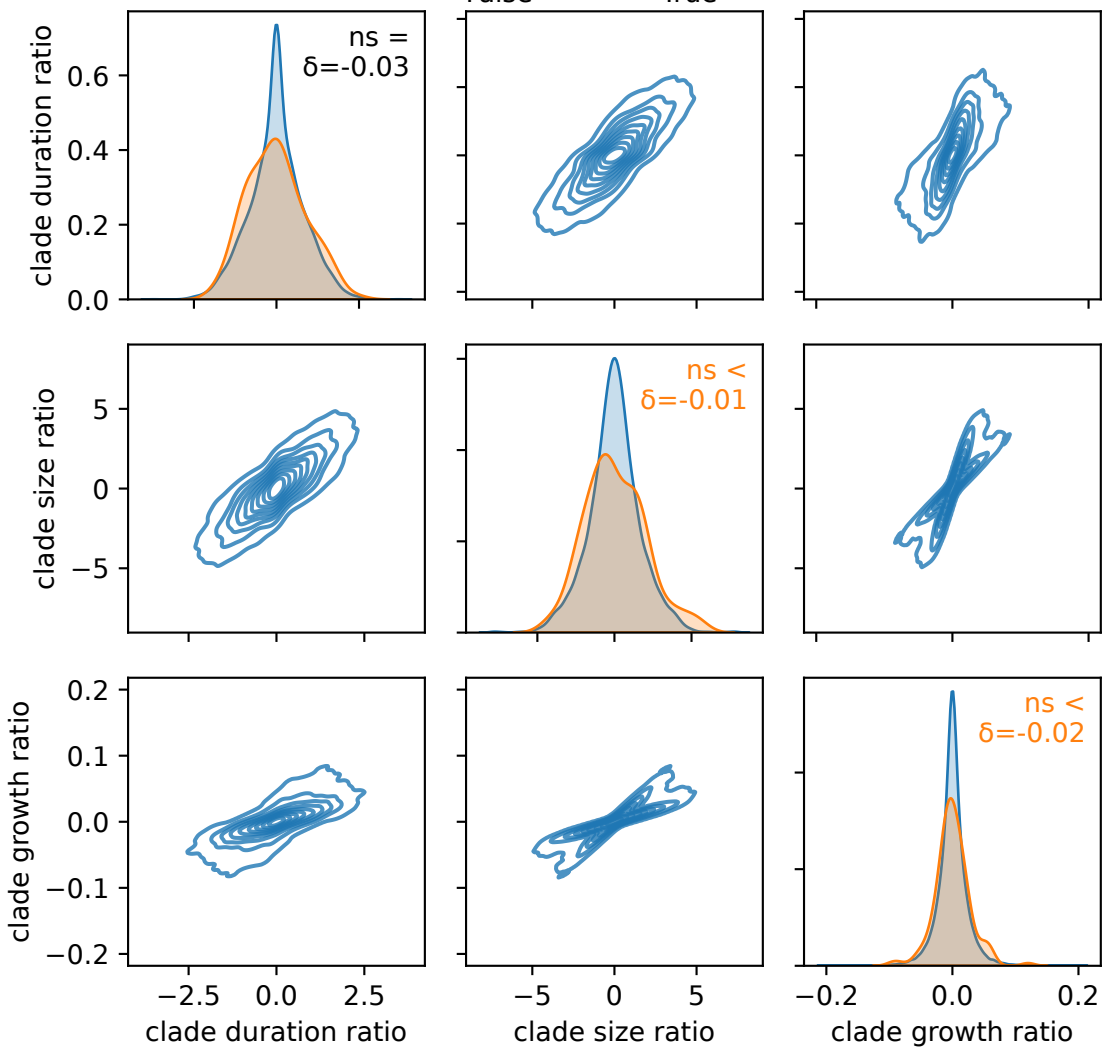 ns =
δ=-0.03
clade duration ratio
0.6
0.4
0.2
0.0
ns <
δ=-0.01
clade size ratio
5
0
−5
ns <
δ=-0.02
clade growth ratio
0.2
0.1
0.0
−0.1
−0.2
−2.5 0.0 2.5
−5 0 5
−0.2 0.0 0.2
clade duration ratio
clade size ratio
clade growth ratio